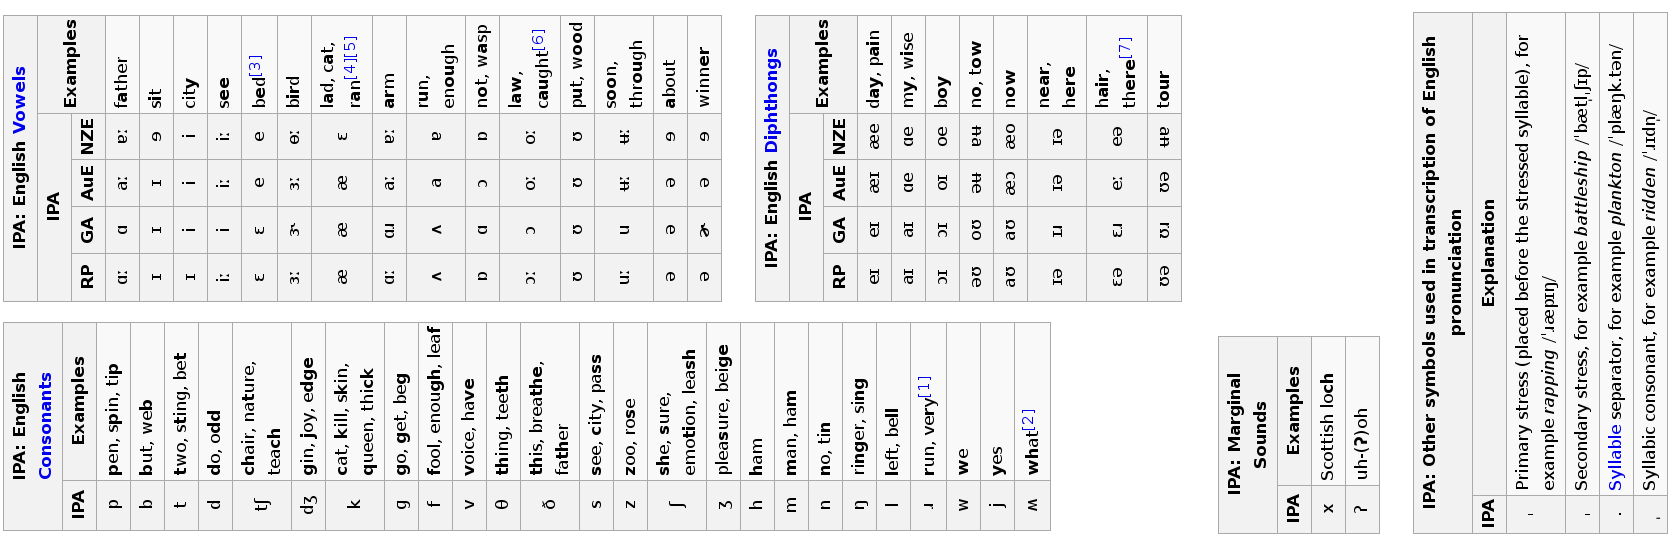 IPA: English
Consonants
IPA Examples
p pen, spin, tip
b but, web
t two, sting, bet
d do, odd
tʃ chair, nature,
teach
dʒ gin, joy, edge
k cat, kill, skin,
queen, thick
ɡ go, get, beg
f fool, enough, leaf
v voice, have
θ thing, teeth
ð this, breathe,
father
s see, city, pass
z zoo, rose
ʃ she, sure,
emotion, leash
ʒ pleasure, beige
h ham
m man, ham
n no, tin
ŋ ringer, sing
l left, bell
ɹ run, very[1]
w we
j yes
ʍ what[2]
IPA: English Vowels
IPA Examples
RP GA AuE NZE
ɑː ɑ aː ɐː father
ɪ ɪ ɪ ɘ sit
ɪ i i i city
iː i iː iː see
ɛ ɛ e e bed[3]
ɜː ɝ ɜː ɵː bird
æ æ æ ɛ lad, cat,
ran[4][5]
ɑː ɑɹ aː ɐː arm
ʌ ʌ a ɐ run,
enough
ɒ ɑ ɔ ɒ not, wasp
ɔː ɔ oː oː law,
caught[6]
ʊ ʊ ʊ ʊ put, wood
uː u ʉː ʉː soon,
through
ə ə ə ɘ about
ə ɚ ə ɘ winner
IPA: English Diphthongs
IPA Examples
RP GA AuE NZE
eɪ eɪ æɪ æe day, pain
aɪ aɪ ɑe ɑe my, wise
ɔɪ ɔɪ oɪ oe boy
əʊ oʊ əʉ ɐʉ no, tow
aʊ aʊ æɔ æo now
ɪə ɪɹ ɪə ɪə near,
here
ɛə ɛɹ eː eə hair,
there[7]
ʊə ʊɹ ʊə ʉɐ tour
IPA: Marginal
Sounds
IPA Examples
x Scottish loch
ʔ uh-(ʔ)oh
IPA: Other symbols used in transcription of English
pronunciation
IPA Explanation
ˈ Primary stress (placed before the stressed syllable), for
example rapping /ˈɹæpɪŋ/
ˌ Secondary stress, for example battleship /ˈbætl̩ˌʃɪp/
. Syllable separator, for example plankton /ˈplæŋk.tən/
̩ Syllabic consonant, for example ridden /ˈɹɪdn̩/